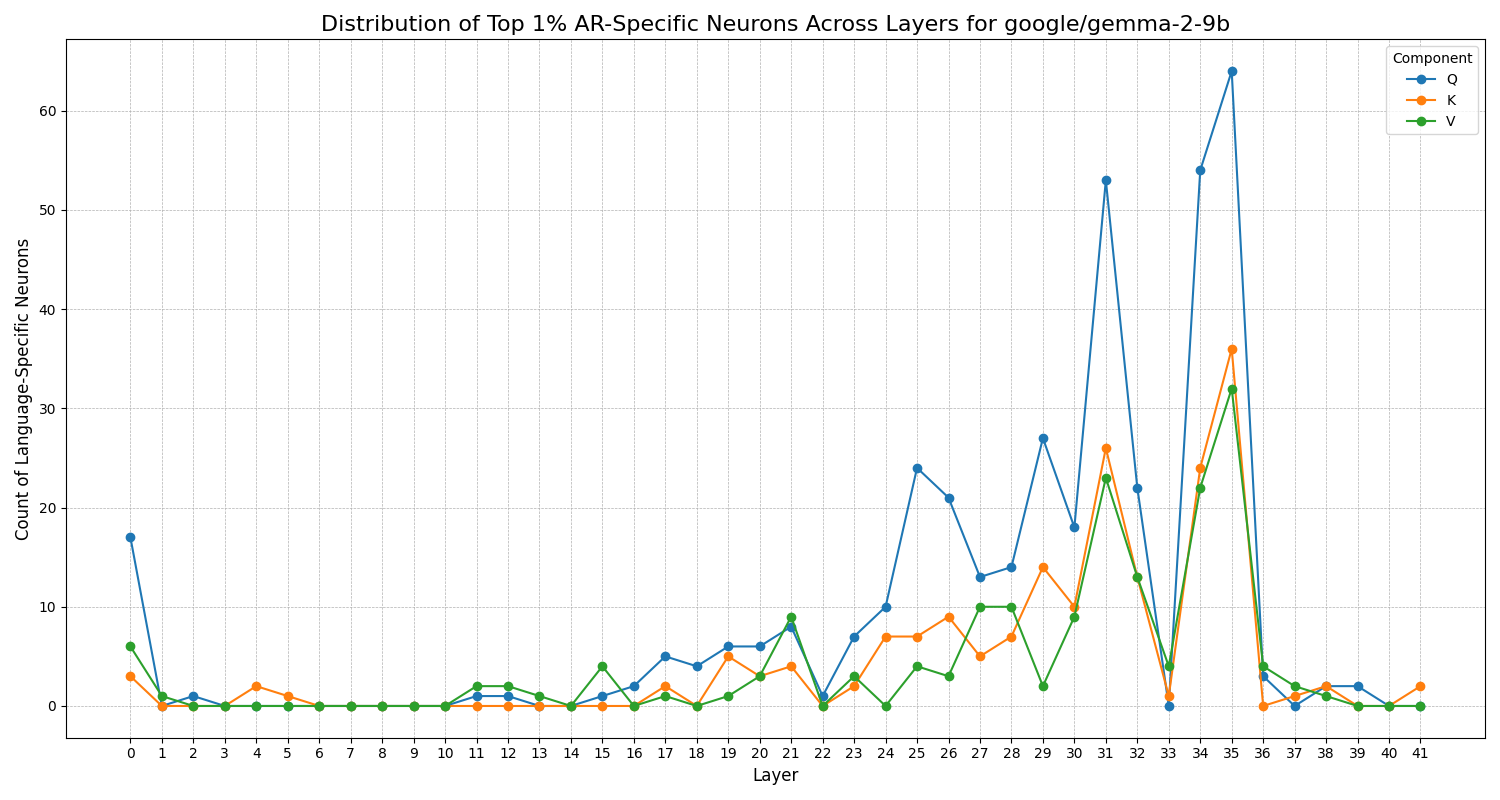 Distribution of Top 1% AR-Specific Neurons Across Layers for google/gemma-2-9b
Component
Q
K
V
Count of Language-Specific Neurons
60
50
40
30
20
10
0
0 1 2 3 4 5 6 7 8 9 10 11 12 13 14 15 16 17 18 19 20 21 22 23 24 25 26 27 28 29 30 31 32 33 34 35 36 37 38 39 40 41
Layer